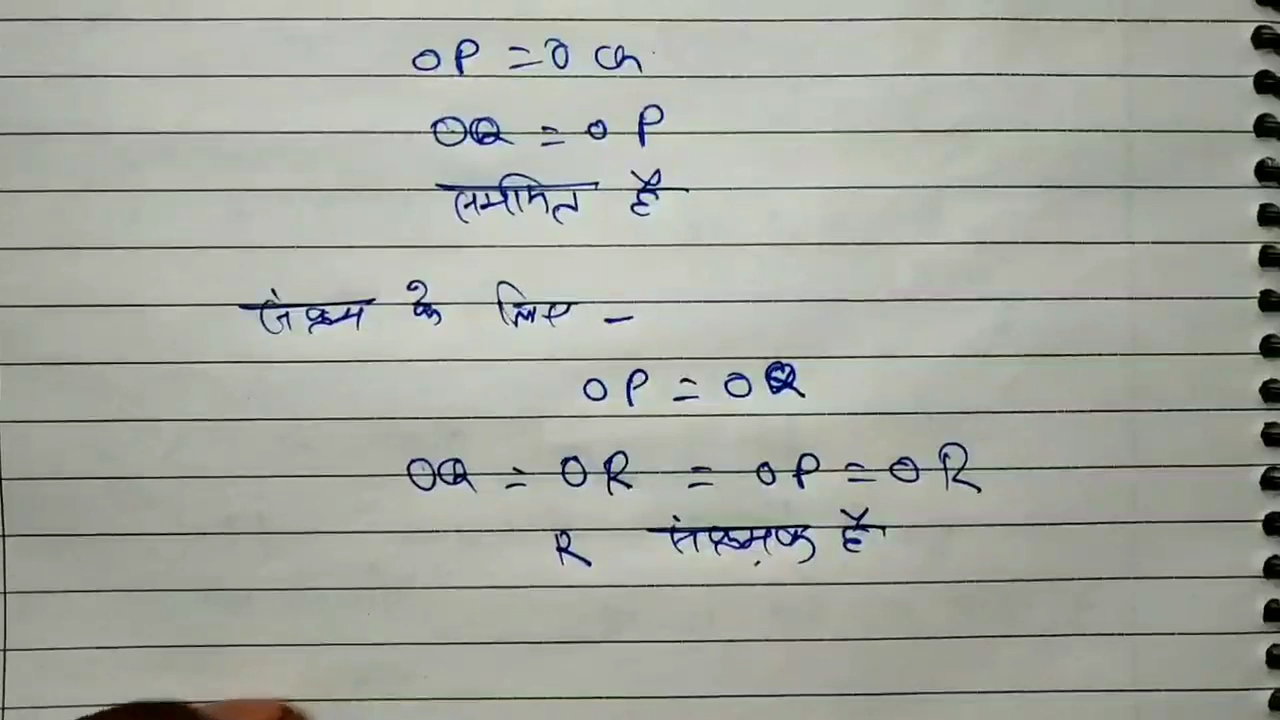 OP = OQ
OQ = OP
सममित है
संक्रम के लिए -
OP = OQ
OQ = OR = OP = OR
R संक्रमक है